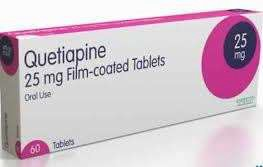 Quetiapine
25 mg Film-coated Tablets
Oral Use
25
mg
60 Tablets